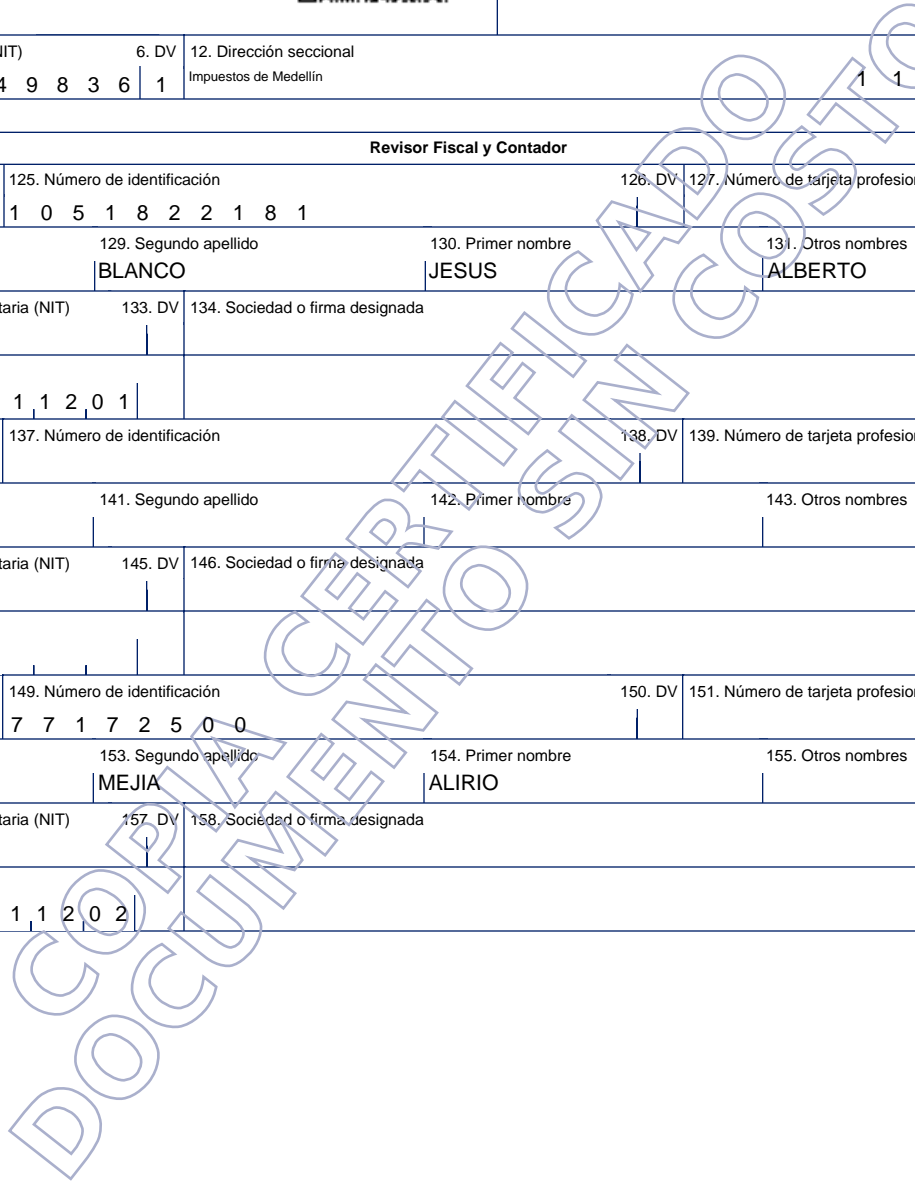 NIT) 6. DV 12. Dirección seccional
4 9 8 3 6 1 Impuestos de Medellín 1 1
Revisor Fiscal y Contador
125. Número de identificación 126. DV 127. Número de tarjeta profesio
1 0 5 1 8 2 2 1 8 1
129. Segundo apellido 130. Primer nombre 131. Otros nombres
BLANCO JESUS ALBERTO
taria (NIT) 133. DV 134. Sociedad o firma designada
1 1 2 0 1
137. Número de identificación 138. DV 139. Número de tarjeta profesio
141. Segundo apellido 142. Primer nombre 143. Otros nombres
taria (NIT) 145. DV 146. Sociedad o firma designada
149. Número de identificación 150. DV 151. Número de tarjeta profesio
7 7 1 7 2 5 0 0
153. Segundo apellido 154. Primer nombre 155. Otros nombres
MEJIA ALIRIO
taria (NIT) 157. DV 158. Sociedad o firma designada
1 1 2 0 2
COPIA CERTIFICADO
DOCUMENTO SIN COSTO